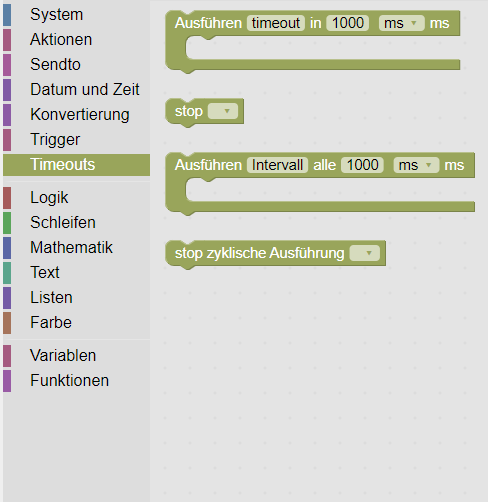 System
Aktionen
Sendto
Datum und Zeit
Konvertierung
Trigger
Timeouts
Logik
Schleifen
Mathematik
Text
Listen
Farbe
Variablen
Funktionen
Ausführen timeout in 1000 ms ms
stop
Ausführen Intervall alle 1000 ms ms
stop zyklische Ausführung